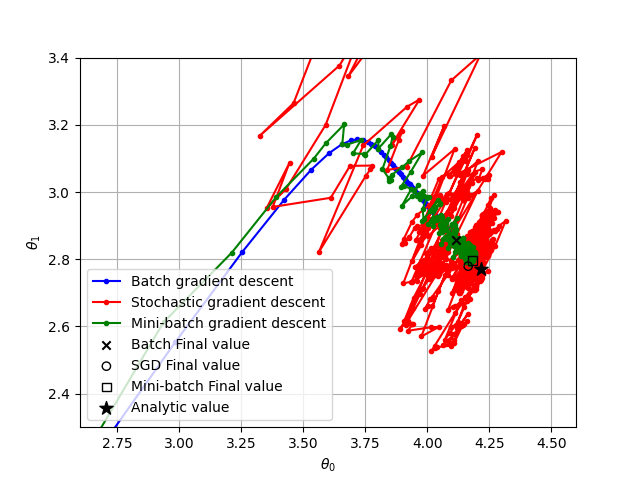 3.4
3.2
3.0
2.8
2.6
2.4
θ1
Batch gradient descent
Stochastic gradient descent
Mini-batch gradient descent
Batch Final value
SGD Final value
Mini-batch Final value
Analytic value
2.75 3.00 3.25 3.50 3.75 4.00 4.25 4.50
θ0